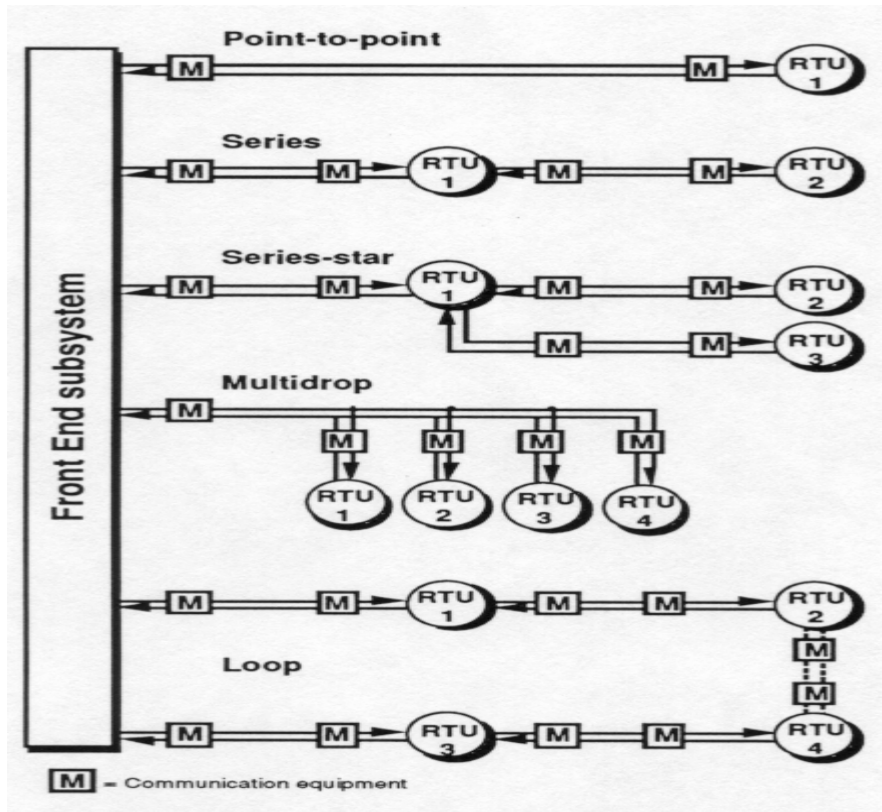 Point-to-point
M M RTU 1
Series
M M RTU 1 M M RTU 2
Series-star
M M RTU 1 M M RTU 2
M M RTU 3
Multidrop
M
M M M M
RTU 1 RTU 2 RTU 3 RTU 4
Front End subsystem
M M RTU 1 M M RTU 2
M
Loop
M
M M RTU 3 M M RTU 4
M = Communication equipment